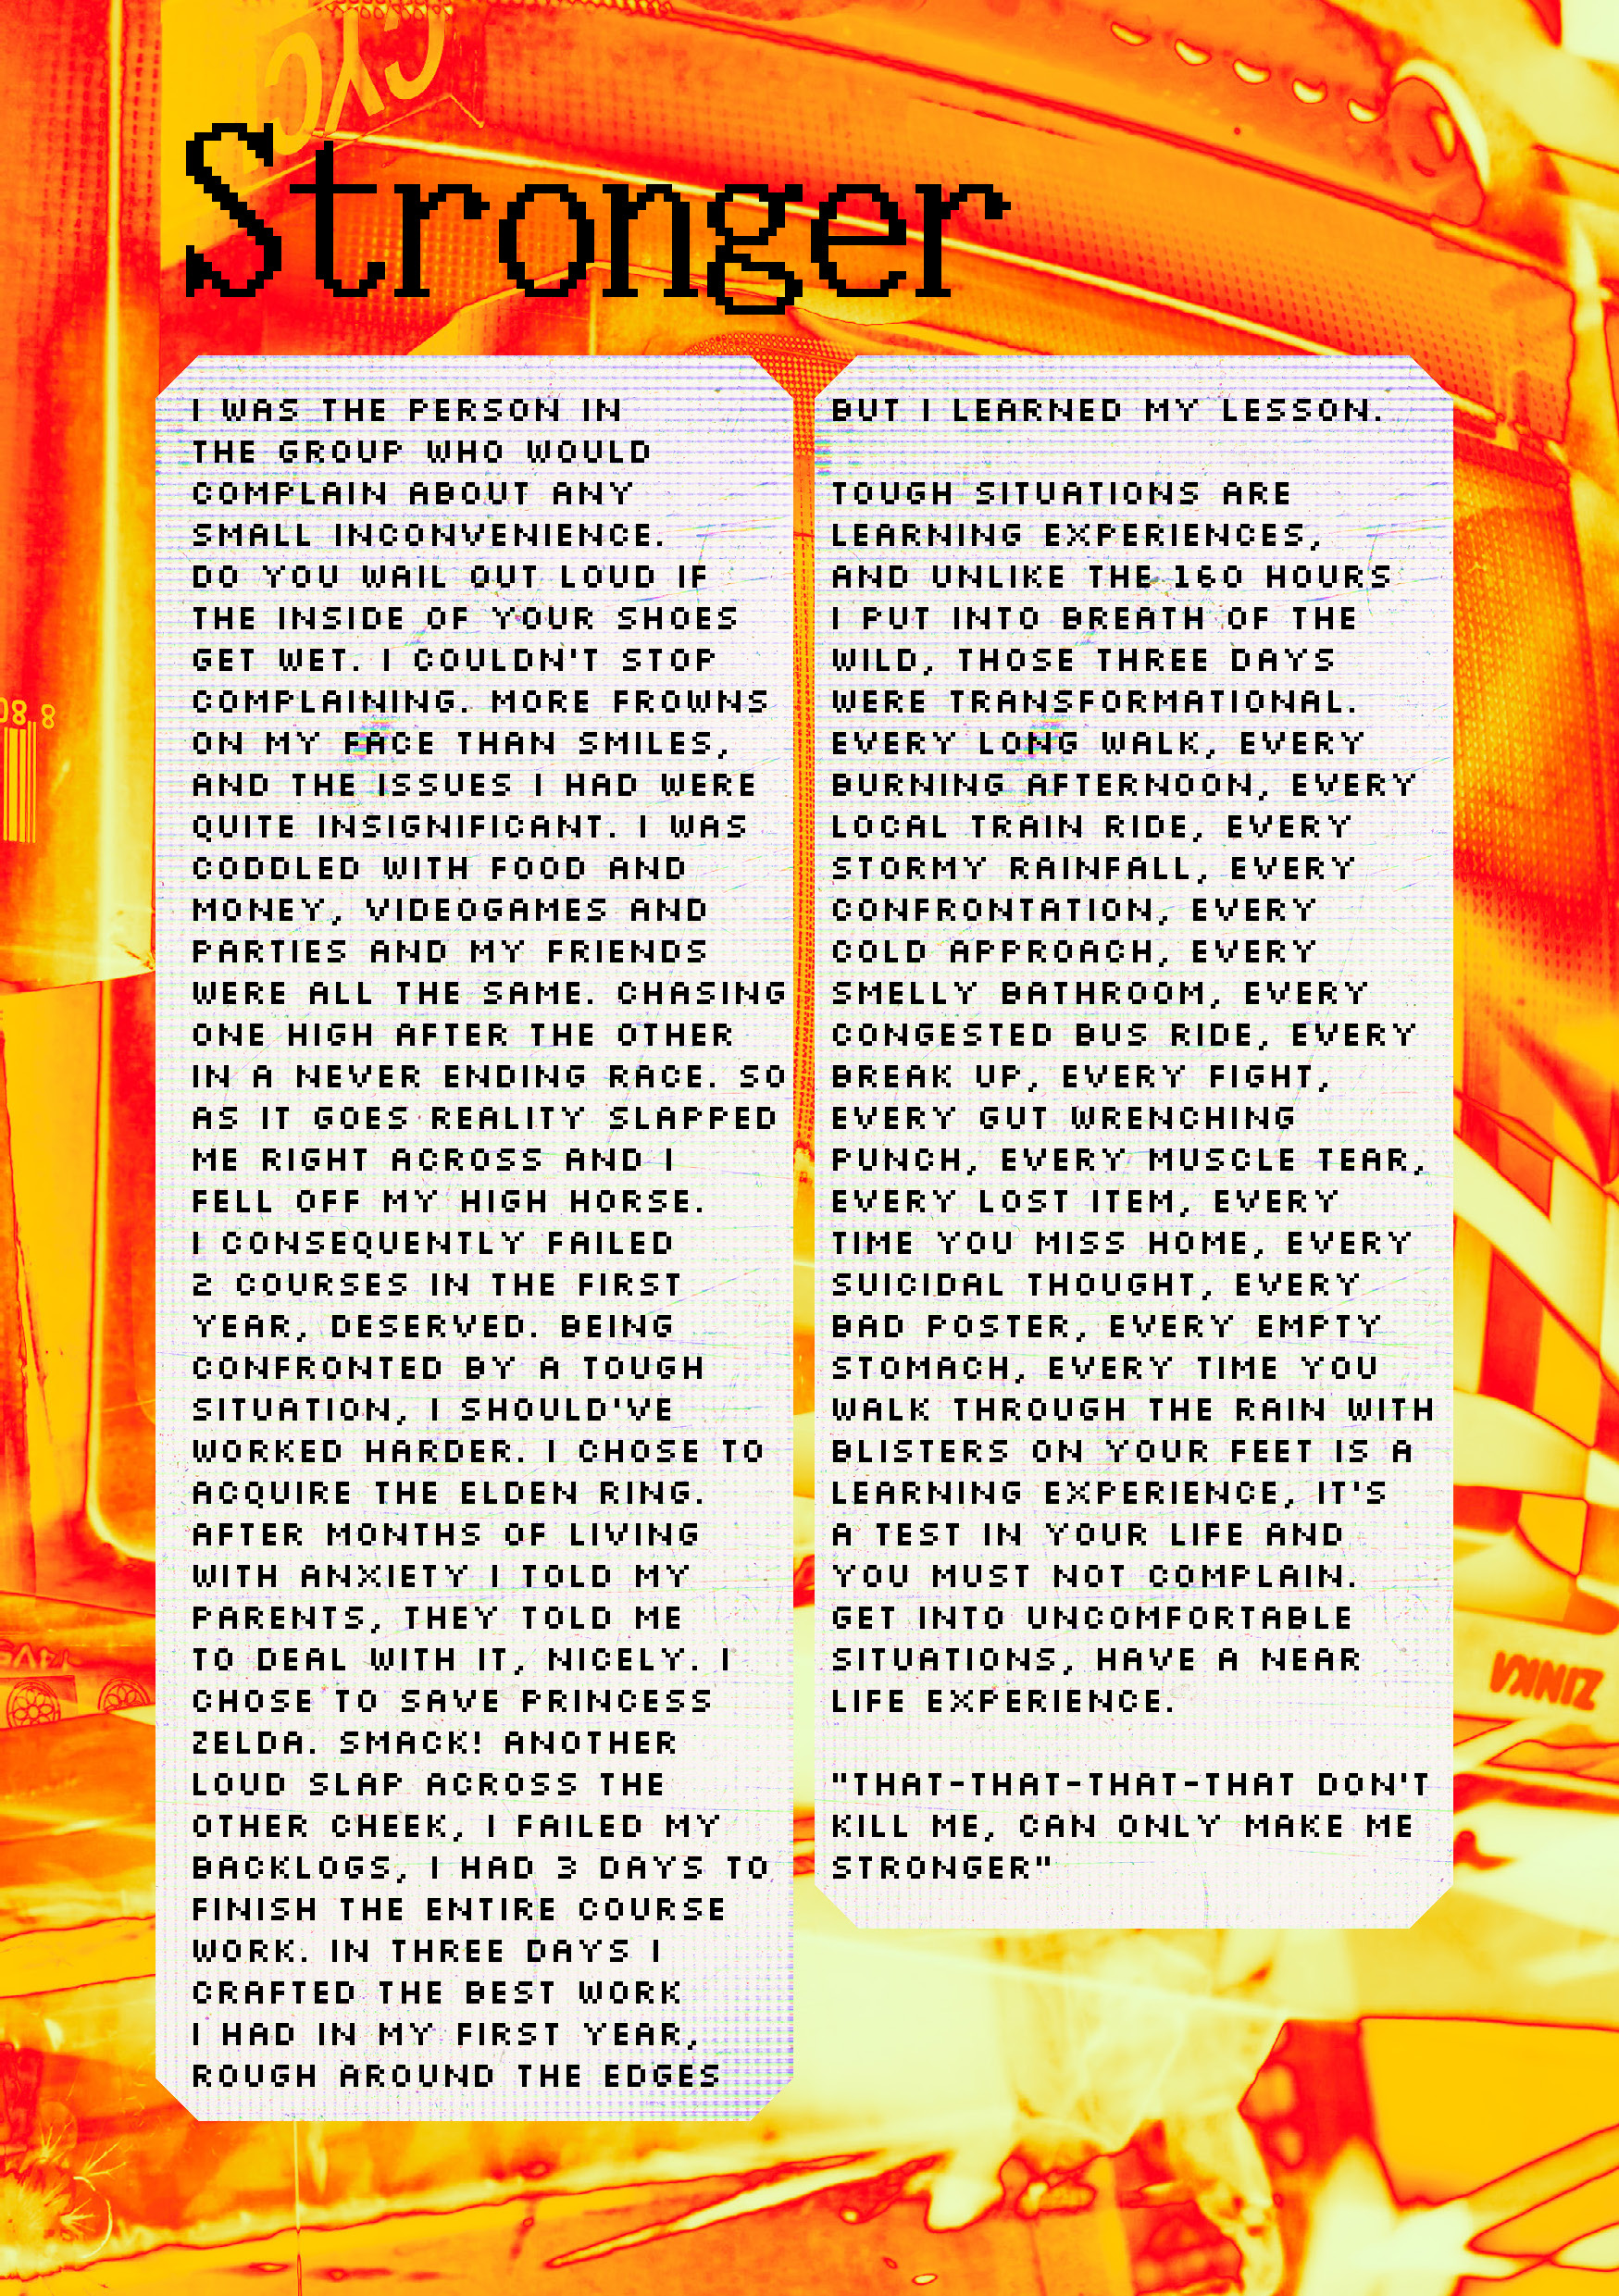 CYC
Stronger
I WAS THE PERSON IN
THE GROUP WHO WOULD
COMPLAIN ABOUT ANY
SMALL INCONVENIENCE.
DO YOU WAIL OUT LOUD IF
THE INSIDE OF YOUR SHOES
GET WET. I COULDN'T STOP
COMPLAINING. MORE FROWNS
ON MY FACE THAN SMILES,
AND THE ISSUES I HAD WERE
QUITE INSIGNIFICANT. I WAS
CODDLED WITH FOOD AND
MONEY, VIDEOGAMES AND
PARTIES AND MY FRIENDS
WERE ALL THE SAME. CHASING
ONE HIGH AFTER THE OTHER
IN A NEVER ENDING RACE. SO
AS IT GOES REALITY SLAPPED
ME RIGHT ACROSS AND I
FELL OFF MY HIGH HORSE.
I CONSEQUENTLY FAILED
2 COURSES IN THE FIRST
YEAR, DESERVED. BEING
CONFRONTED BY A TOUGH
SITUATION, I SHOULD'VE
WORKED HARDER. I CHOSE TO
ACQUIRE THE ELDEN RING.
AFTER MONTHS OF LIVING
WITH ANXIETY I TOLD MY
PARENTS, THEY TOLD ME
TO DEAL WITH IT, NICELY. I
CHOSE TO SAVE PRINCESS
ZELDA. SMACK! ANOTHER
LOUD SLAP ACROSS THE
OTHER CHEEK, I FAILED MY
BACKLOGS, I HAD 3 DAYS TO
FINISH THE ENTIRE COURSE
WORK. IN THREE DAYS I
CRAFTED THE BEST WORK
I HAD IN MY FIRST YEAR,
ROUGH AROUND THE EDGES
BUT I LEARNED MY LESSON.
TOUGH SITUATIONS ARE
LEARNING EXPERIENCES,
AND UNLIKE THE 160 HOURS
I PUT INTO BREATH OF THE
WILD, THOSE THREE DAYS
WERE TRANSFORMATIONAL.
EVERY LONG WALK, EVERY
BURNING AFTERNOON, EVERY
LOCAL TRAIN RIDE, EVERY
STORMY RAINFALL, EVERY
CONFRONTATION, EVERY
COLD APPROACH, EVERY
SMELLY BATHROOM, EVERY
CONGESTED BUS RIDE, EVERY
BREAK UP, EVERY FIGHT,
EVERY GUT WRENCHING
PUNCH, EVERY MUSCLE TEAR,
EVERY LOST ITEM, EVERY
TIME YOU MISS HOME, EVERY
SUICIDAL THOUGHT, EVERY
BAD POSTER, EVERY EMPTY
STOMACH, EVERY TIME YOU
WALK THROUGH THE RAIN WITH
BLISTERS ON YOUR FEET IS A
LEARNING EXPERIENCE, IT'S
A TEST IN YOUR LIFE AND
YOU MUST NOT COMPLAIN.
GET INTO UNCOMFORTABLE
SITUATIONS, HAVE A NEAR
LIFE EXPERIENCE.
"THAT-THAT-THAT-THAT DON'T
KILL ME, CAN ONLY MAKE ME
STRONGER"